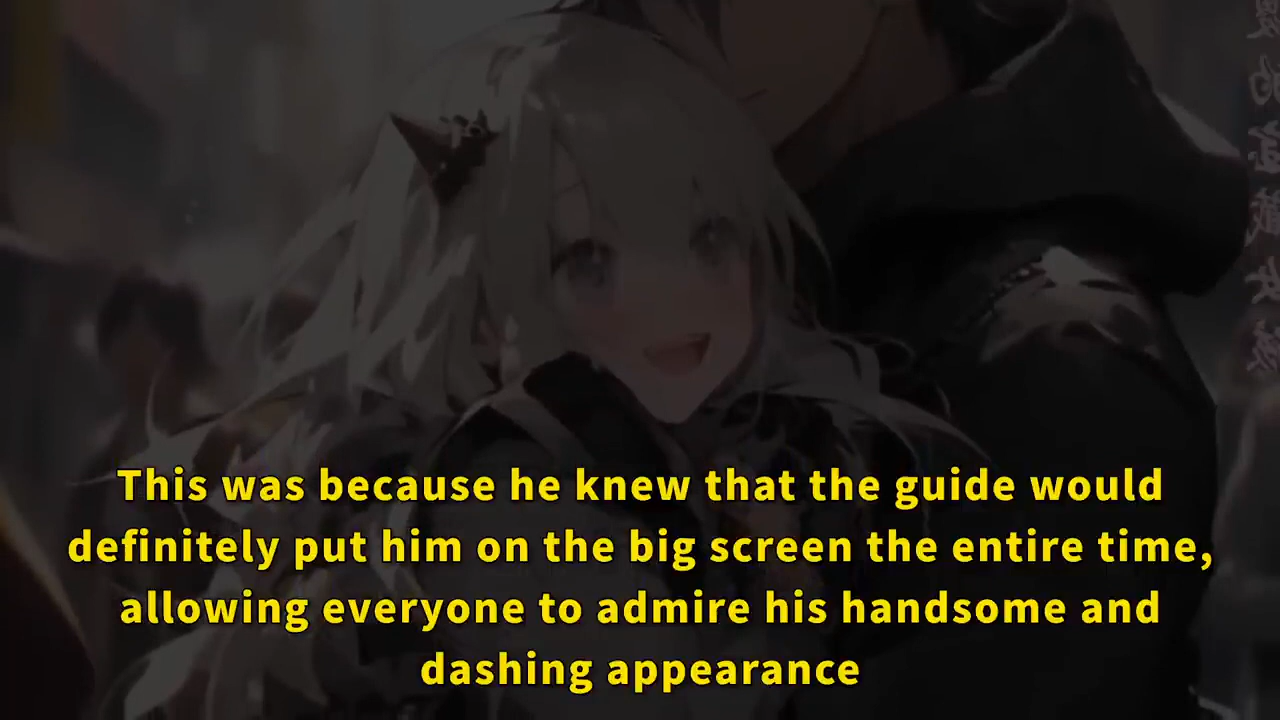 This was because he knew that the guide would
definitely put him on the big screen the entire time,
allowing everyone to admire his handsome and
dashing appearance